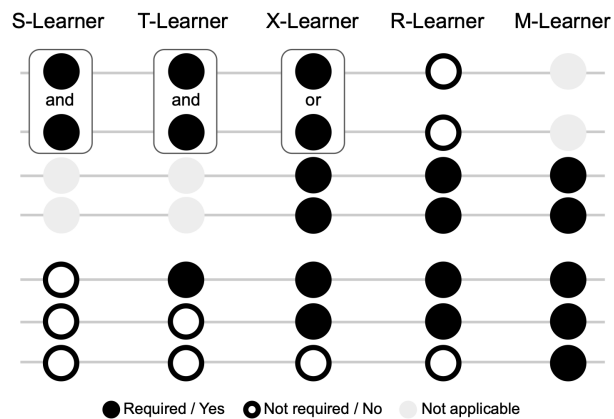 S-Learner T-Learner X-Learner R-Learner M-Learner
and and or
Required / Yes Not required / No Not applicable